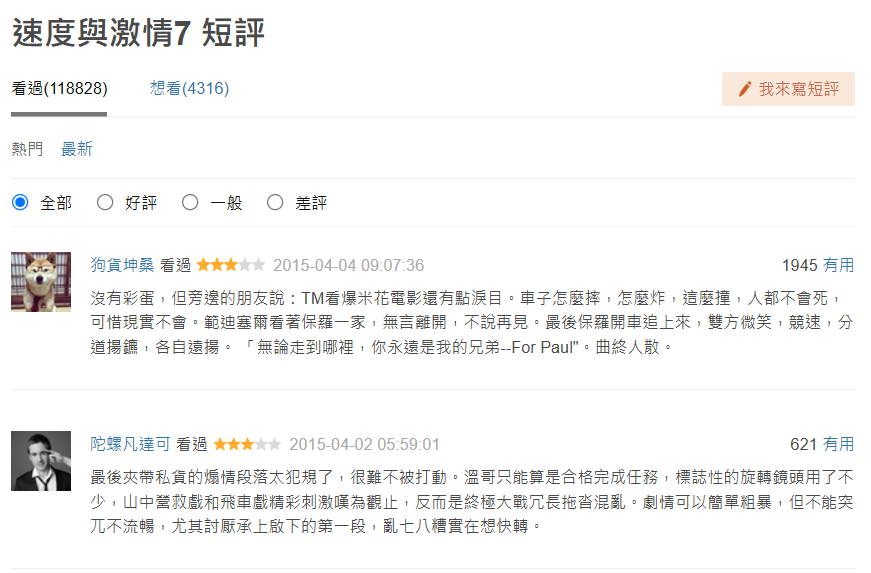 速度與激情7 短評
看過(118828) 想看(4316) 我來寫短評
熱門 最新
全部 好評 一般 差評
狗貨坤桑 看過 2015-04-04 09:07:36 1945 有用
沒有彩蛋，但旁邊的朋友說：TM看爆米花電影還有點淚目。車子怎麼摔，怎麼炸，這麼撞，人都不會死，
可惜現實不會。範迪塞爾看著保羅一家，無言離開，不說再見。最後保羅開車追上來，雙方微笑，競速，分
道揚鑣，各自遠揚。「無論走到哪裡，你永遠是我的兄弟--For Paul"。曲終人散。
陀螺凡達可 看過 2015-04-02 05:59:01 621 有用
最後夾帶私貨的煽情段落太犯規了，很難不被打動。溫哥只能算是合格完成任務，標誌性的旋轉鏡頭用了不
少，山中營救戲和飛車戲精彩刺激嘆為觀止，反而是終極大戰冗長拖沓混亂。劇情可以簡單粗暴，但不能突
兀不流暢，尤其討厭承上啟下的第一段，亂七八糟實在想快轉。